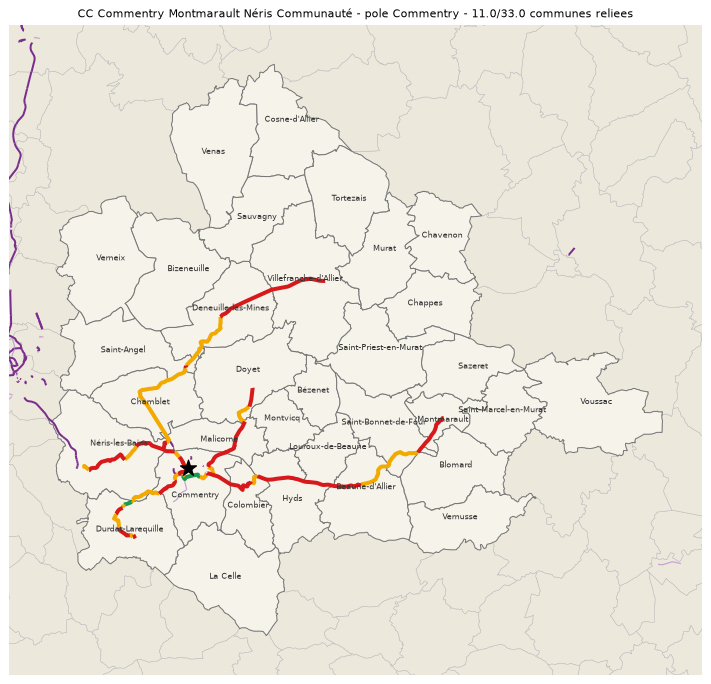 CC Commentry Montmarault Néris Communauté - pole Commentry - 11.0/33.0 communes reliees
Cosne-d'Allier
Venas
Tortezais
Sauvagny
Chavenon
Murat
Verneix
Bizeneuille
Villefranche-d'Allier
Chappes
Deneuille-les-Mines
Saint-Angel
Saint-Priest-en-Murat
Sazeret
Doyet
Bézenet
Chamblet
Voussac
Saint-Marcel-en-Murat
Montvicq
Saint-Bonnet-de-Four
Montmarault
Malicorne
Néris-les-Bains
Louroux-de-Beaune
Blomard
Beaune-d'Allier
Commentry
Hyds
Colombier
Vernusse
Durdat-Larequille
La Celle